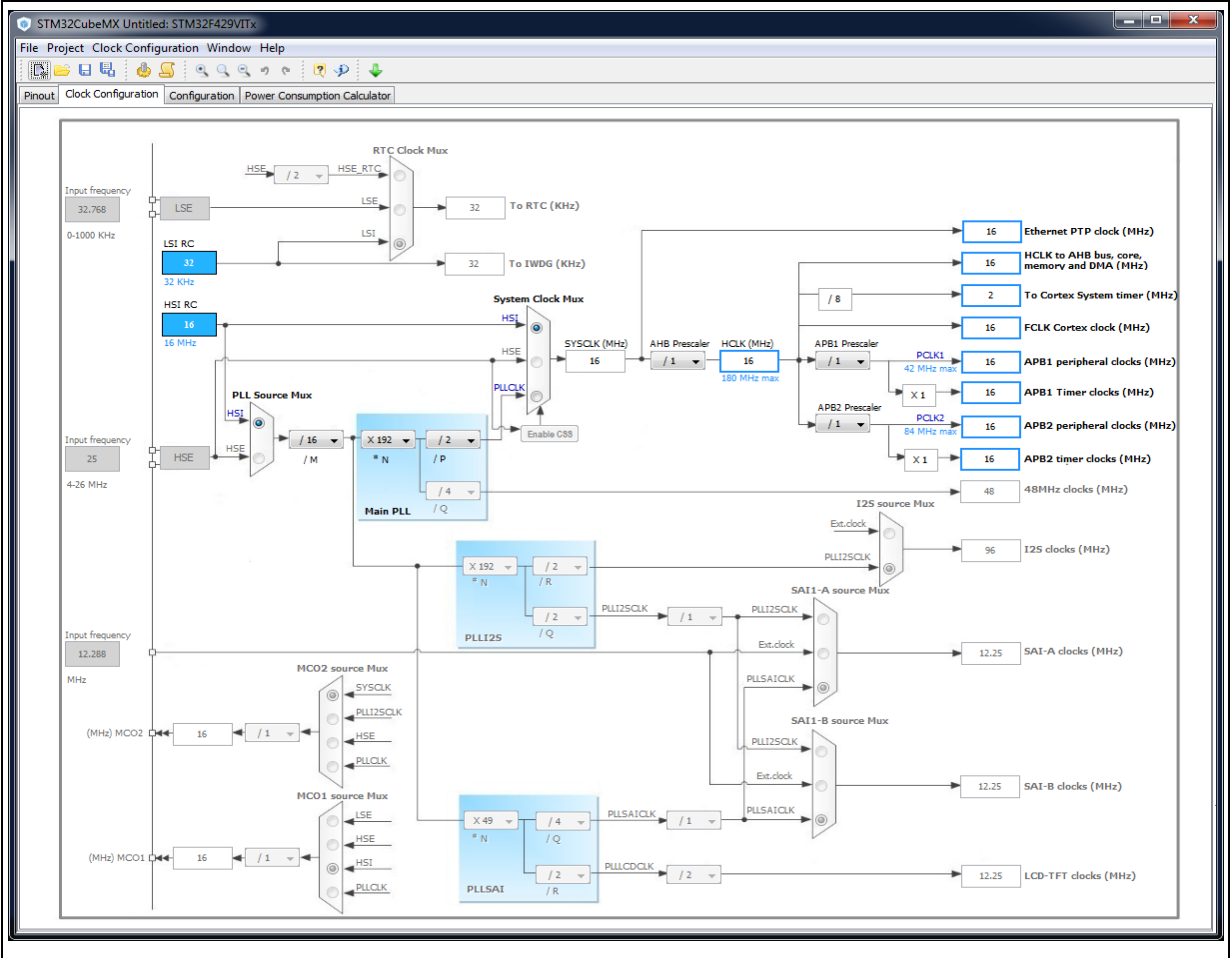 STM32CubeMX Untitled: STM32F429VITx
File Project Clock Configuration Window Help
Pinout Clock Configuration Configuration Power Consumption Calculator
RTC Clock Mux
HSE / 2 HSE_RTC
Input frequency
32.768 LSE LSE 32 To RTC (KHz)
0-1000 KHz
LSI RC LSI
32 32 To IWDG (KHz)
32 KHz
16 Ethernet PTP clock (MHz)
16 HCLK to AHB bus, core,
memory and DMA (MHz)
/ 8 2 To Cortex System timer (MHz)
HSI RC System Clock Mux
16 HSI 16 FCLK Cortex clock (MHz)
16 MHz
SYSCLK (MHz) AHB Prescaler HCLK (MHz) APB1 Prescaler
HSE 16 / 1 16 / 1 PCLK1 16 APB1 peripheral clocks (MHz)
180 MHz max 42 MHz max
PLLCLK X 1 16 APB1 Timer clocks (MHz)
PLL Source Mux
HSI APB2 Prescaler
/ 1 PCLK2 16 APB2 peripheral clocks (MHz)
Enable CSS 84 MHz max
Input frequency
/ 16 X 192 / 2
25 HSE HSE / M * N / P X 1 16 APB2 timer clocks (MHz)
4-26 MHz
/ 4 48 48MHz clocks (MHz)
Main PLL / Q
I2S source Mux
Ext.clock
PLLI2SCLK 96 I2S clocks (MHz)
X 192 / 2
* N / R
SAI1-A source Mux
/ 2 PLLI2SCLK / 1 PLLI2SCLK
PLLI2S / Q
Input frequency
12.288 Ext.clock 12.25 SAI-A clocks (MHz)
MHz
PLLSAICLK
MCO2 source Mux
SYSCLK
PLLI2SCLK
(MHz) MCO2 16 / 1 HSE
PLLCLK
SAI1-B source Mux
PLLI2SCLK
Ext.clock 12.25 SAI-B clocks (MHz)
PLLSAICLK
MCO1 source Mux
LSE
HSE
(MHz) MCO1 16 / 1 HSI
PLLCLK
X 49 / 4 PLLSAICLK / 1
* N / Q
/ 2 PLLLCDCLK / 2 12.25 LCD-TFT clocks (MHz)
PLLSAI / R